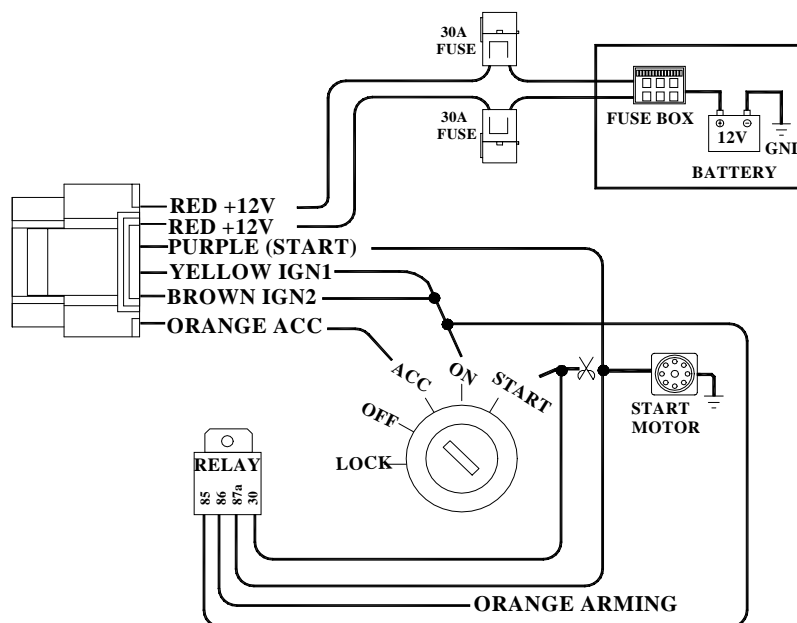 30A
FUSE
30A
FUSE
FUSE BOX
12V
GND
BATTERY
RED +12V
RED +12V
PURPLE (START)
YELLOW IGN1
BROWN IGN2
ORANGE ACC
LOCK
OFF
ACC
ON
START
START
MOTOR
RELAY
85
86
87a
30
ORANGE ARMING